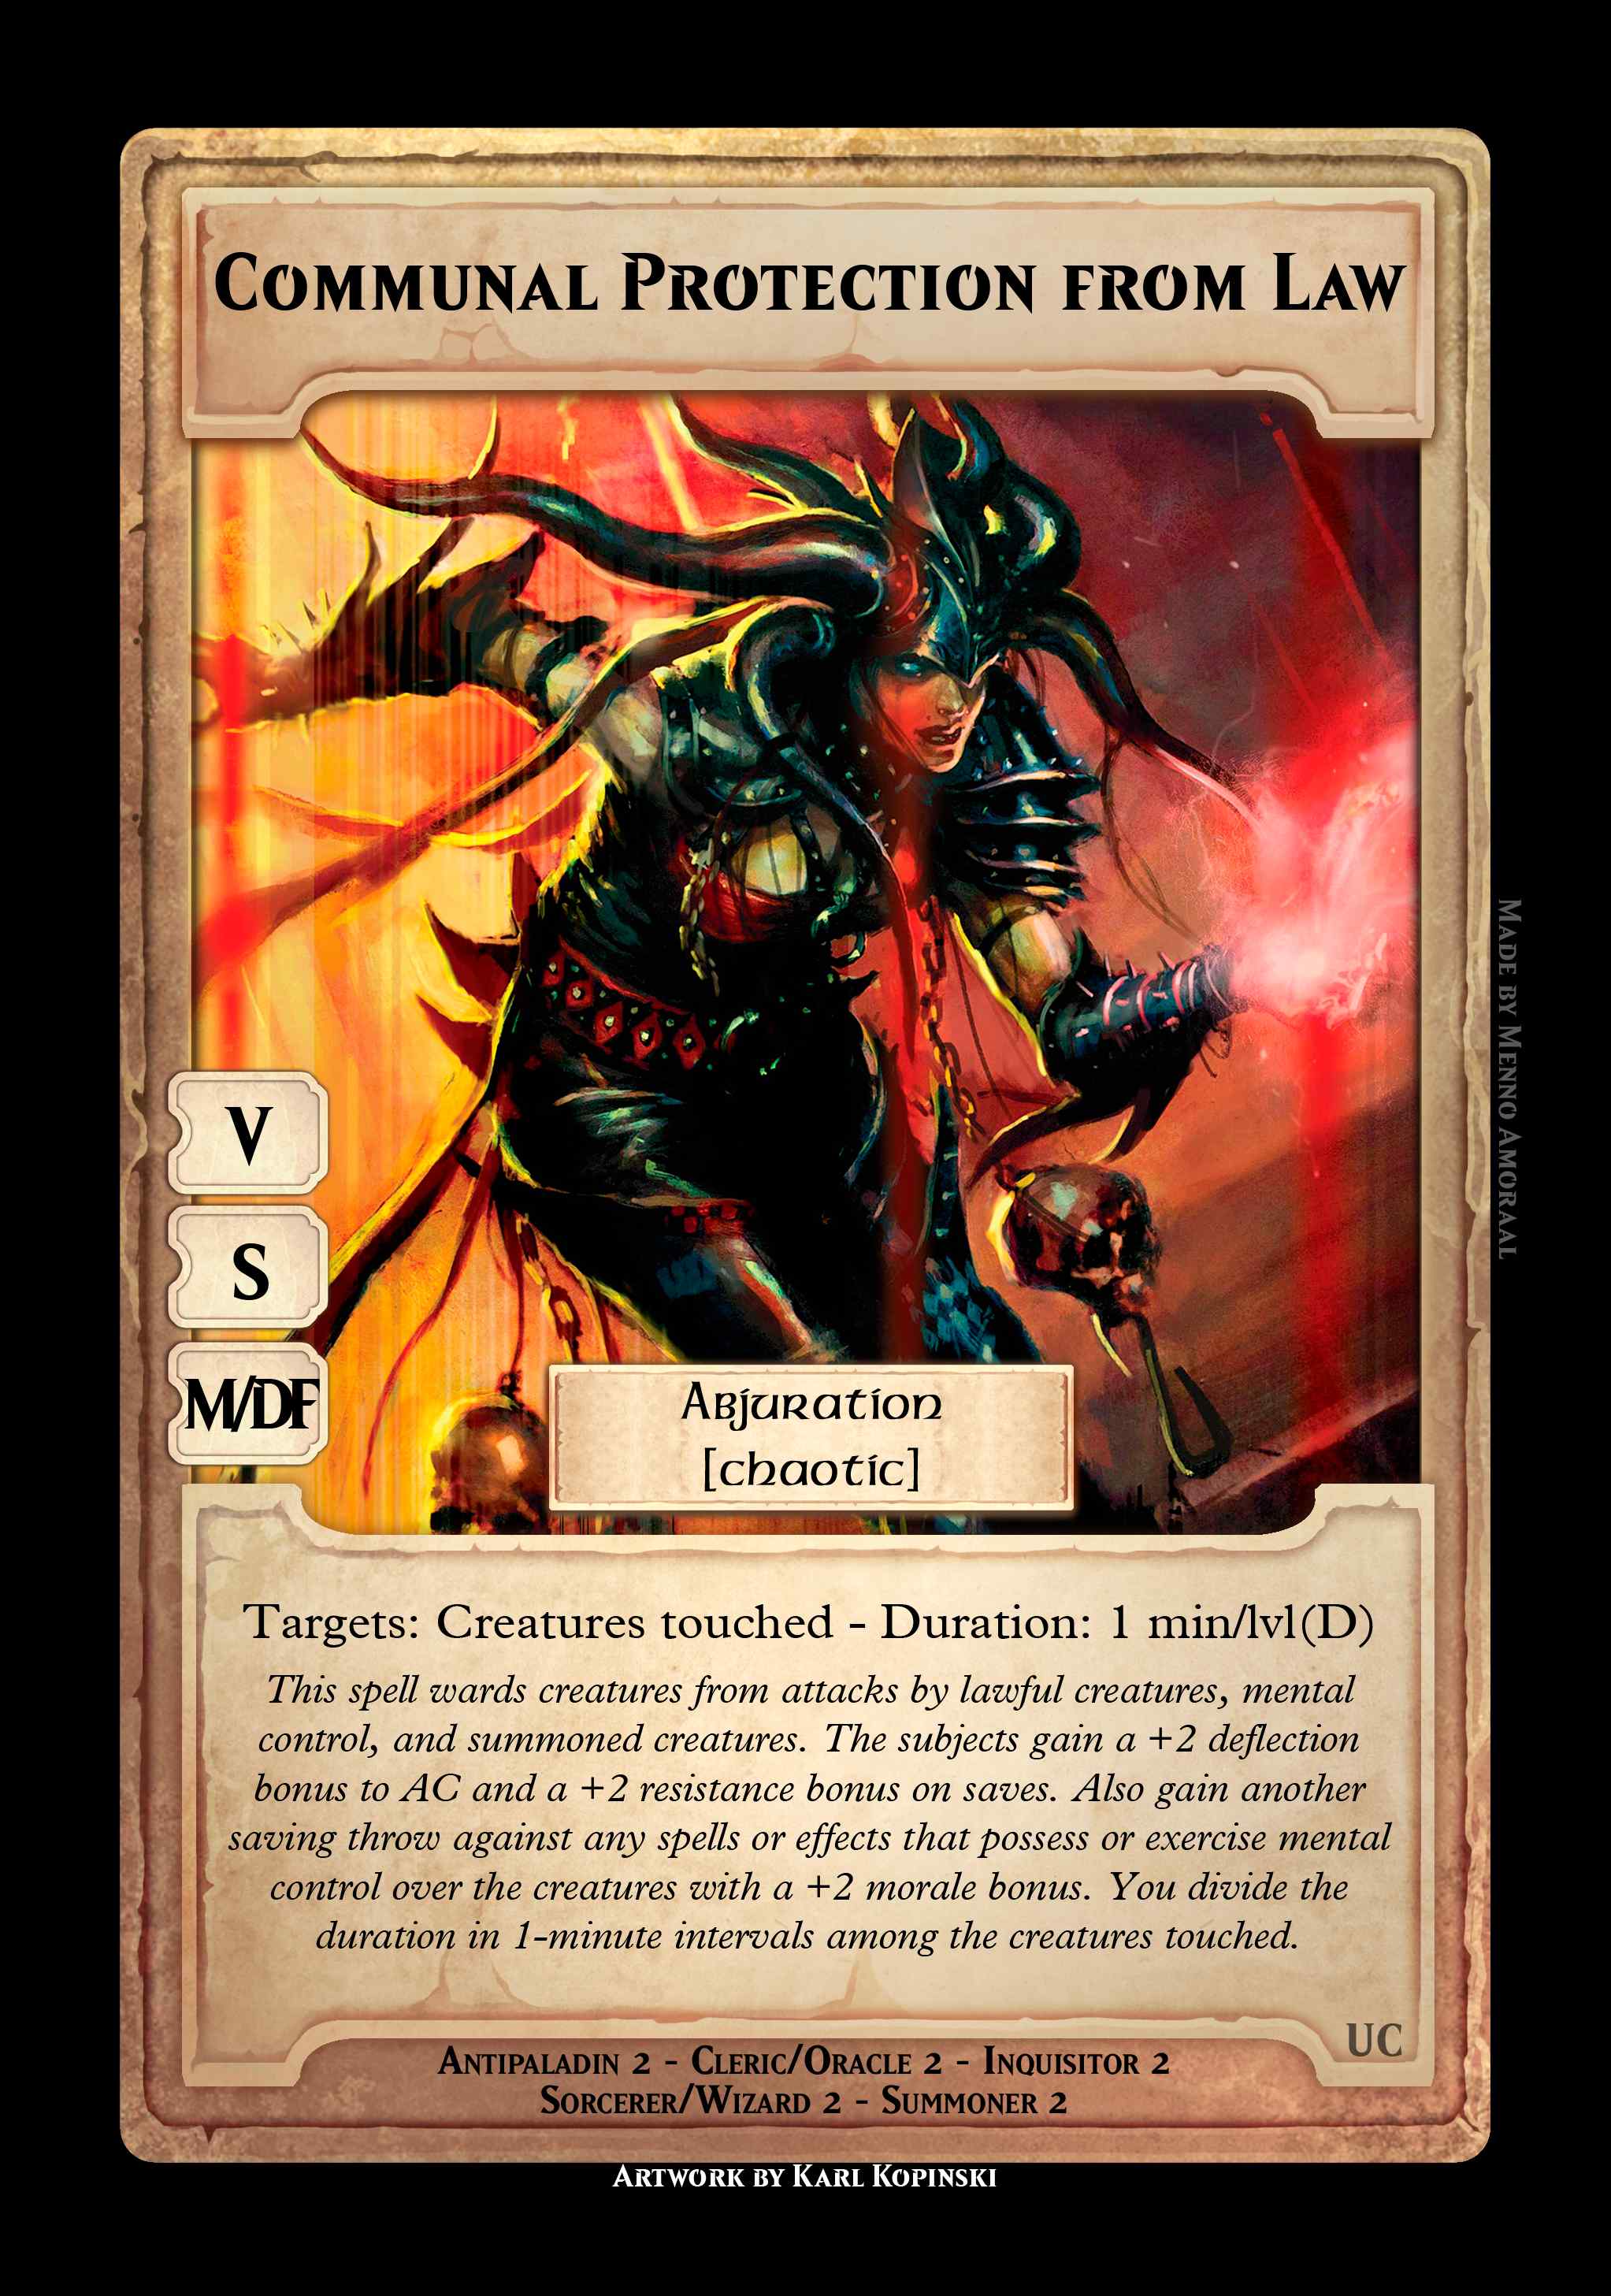 Communal Protection from Law
V
S
M/DF
Abjuration
[chaotic]
Targets: Creatures touched - Duration: 1 min/lvl(D)
This spell wards creatures from attacks by lawful creatures, mental
control, and summoned creatures. The subjects gain a +2 deflection
bonus to AC and a +2 resistance bonus on saves. Also gain another
saving throw against any spells or effects that possess or exercise mental
control over the creatures with a +2 morale bonus. You divide the
duration in 1-minute intervals among the creatures touched.
UC
Antipaladin 2 - Cleric/Oracle 2 - Inquisitor 2
Sorcerer/Wizard 2 - Summoner 2
Artwork by Karl Kopinski
Made by Menno Amoraal